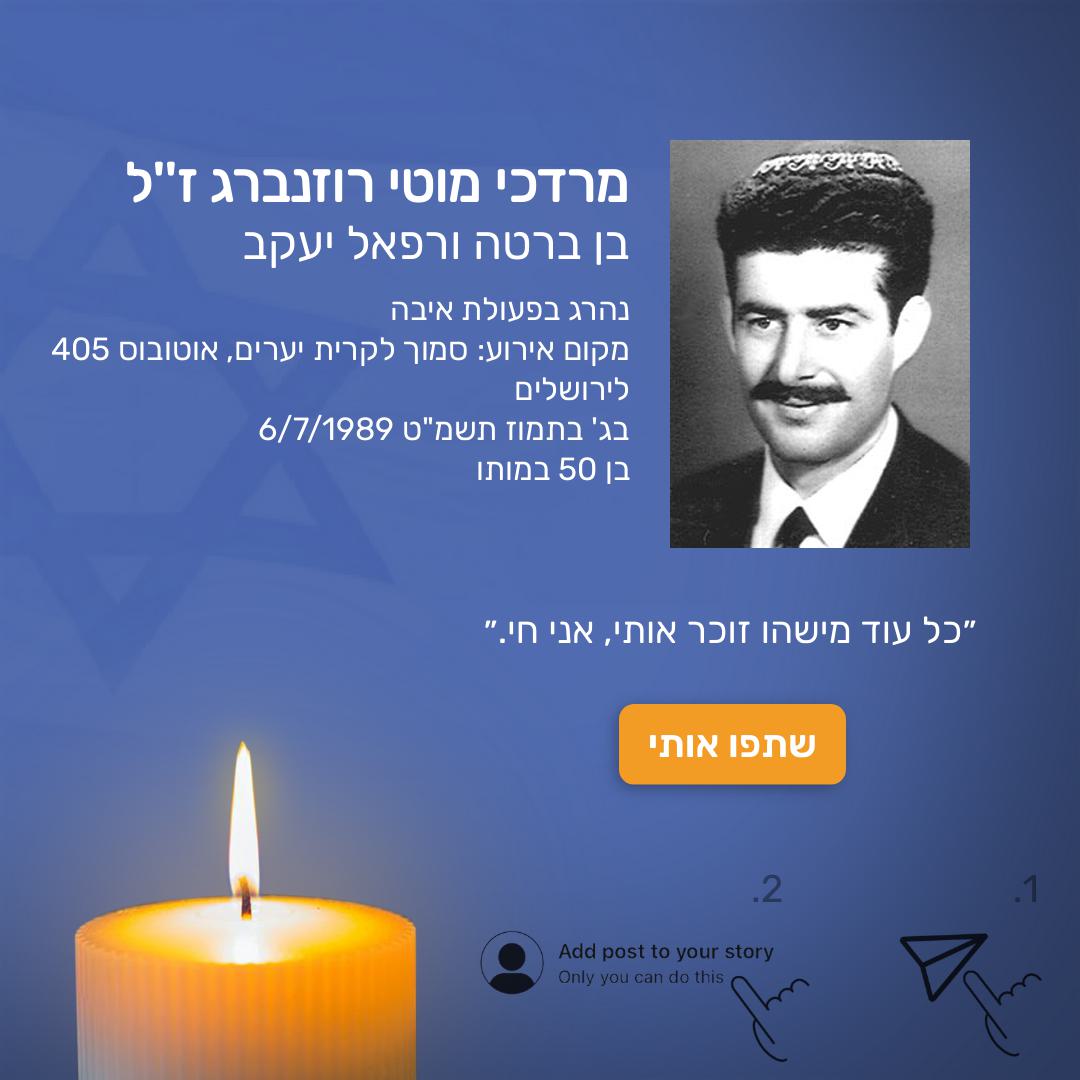 מרדכי מוטי רוזנברג ז"ל
בן ברטה ורפאל יעקב
נהרג בפעולת איבה
מקום אירוע: סמוך לקרית יערים, אוטובוס 405
לירושלים
בג' בתמוז תשמ"ט 6/7/1989
בן 50 במותו
״כל עוד מישהו זוכר אותי, אני חי.״
שתפו אותי
1.
2.
Add post to your story
Only you can do this